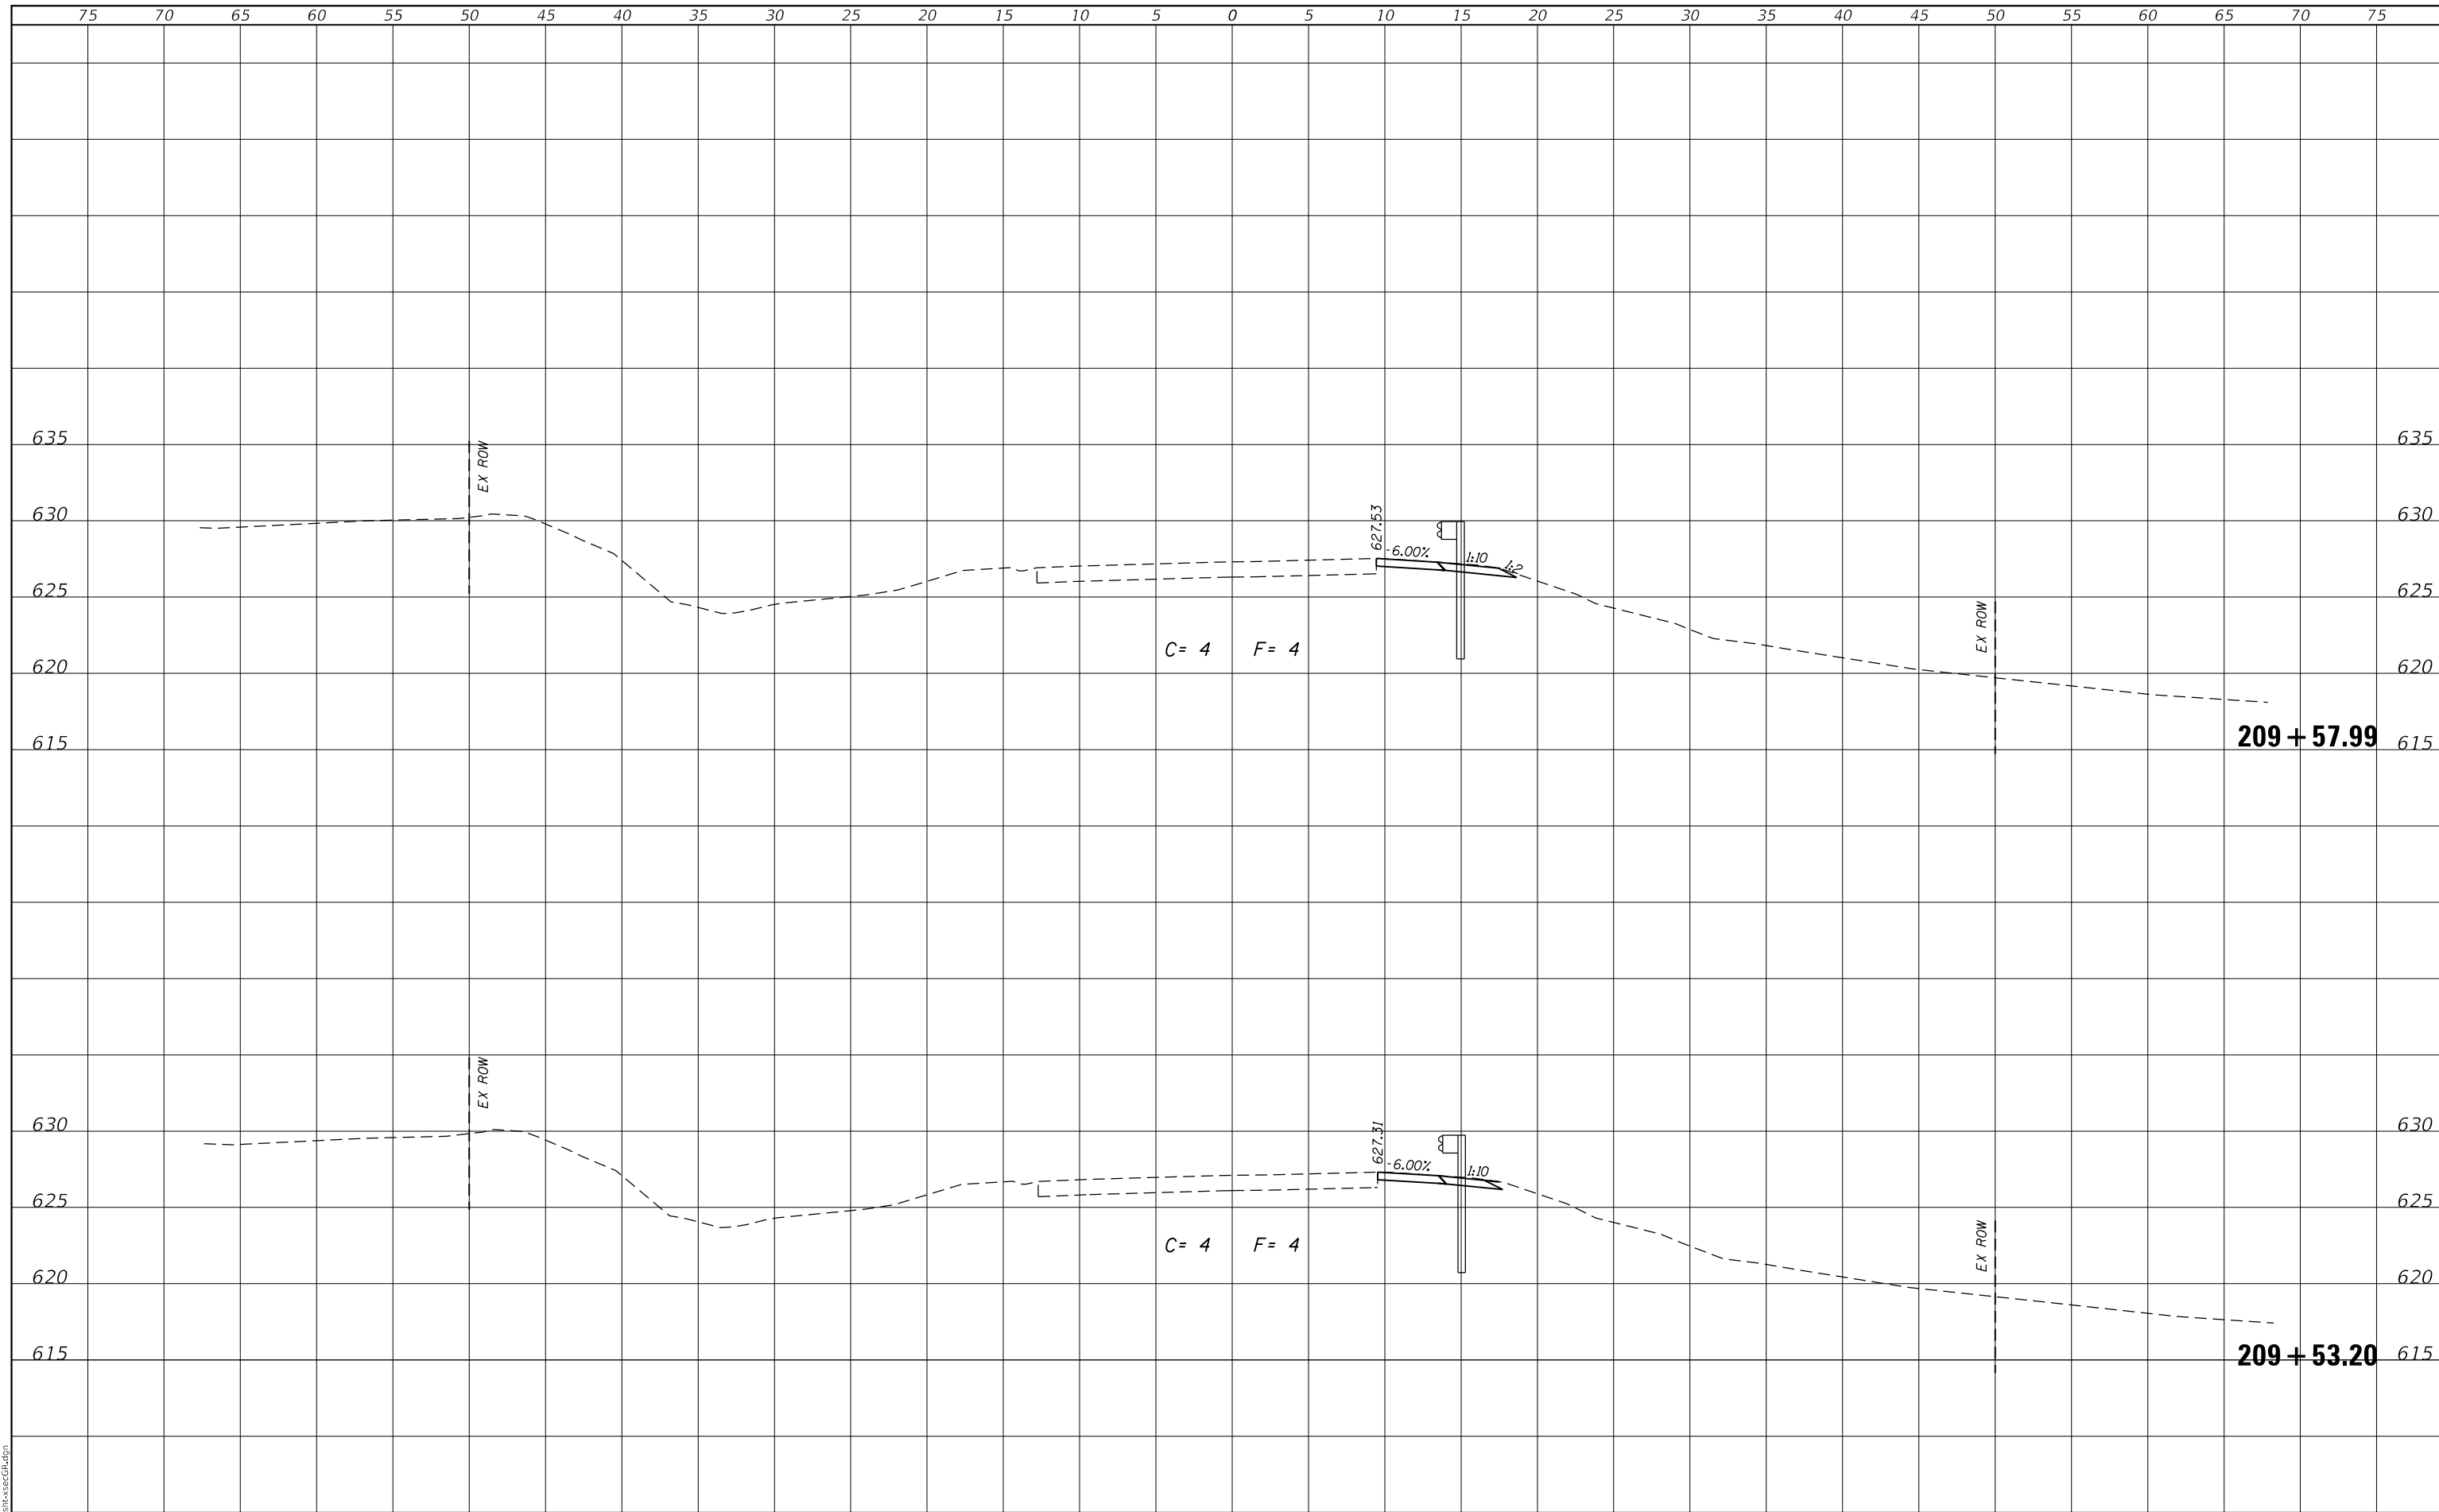 75 70 65 60 55 50 45 40 35 30 25 20 15 10 5 0 5 10 15 20 25 30 35 40 45 50 55 60 65 70 75
635 EX ROW 635
630 627.53 630
-6.00% 1:10 1:2
625 EX ROW 625
C= 4 F= 4
620 620
615 209+57.99 615
EX ROW
630 627.31 630
-6.00% 1:10
625 625
C= 4 F= 4 EX ROW
620 620
615 209+53.20 615
sht-xsecGR.dgn